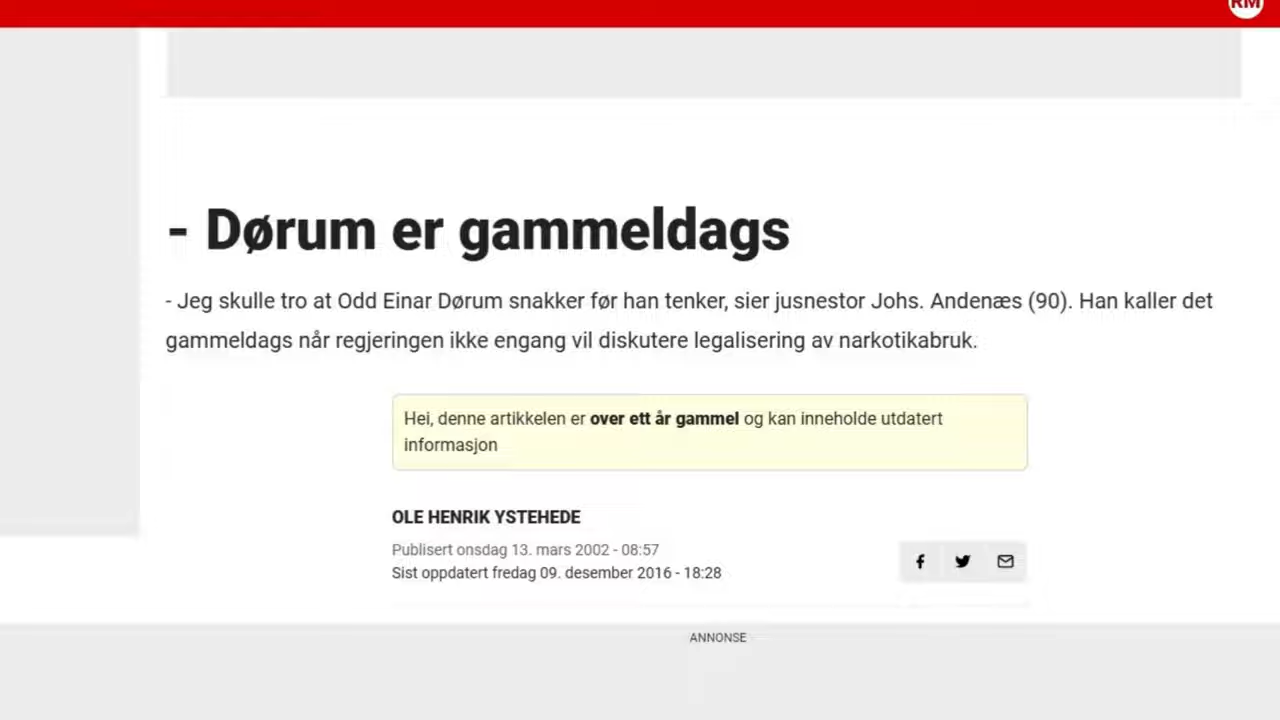 RM
- Dørum er gammeldags
- Jeg skulle tro at Odd Einar Dørum snakker før han tenker, sier jusnestor Johs. Andenæs (90). Han kaller det
gammeldags når regjeringen ikke engang vil diskutere legalisering av narkotikabruk.
Hei, denne artikkelen er over ett år gammel og kan inneholde utdatert
informasjon
OLE HENRIK YSTEHEDE
Publisert onsdag 13. mars 2002 - 08:57
Sist oppdatert fredag 09. desember 2016 - 18:28
ANNONSE